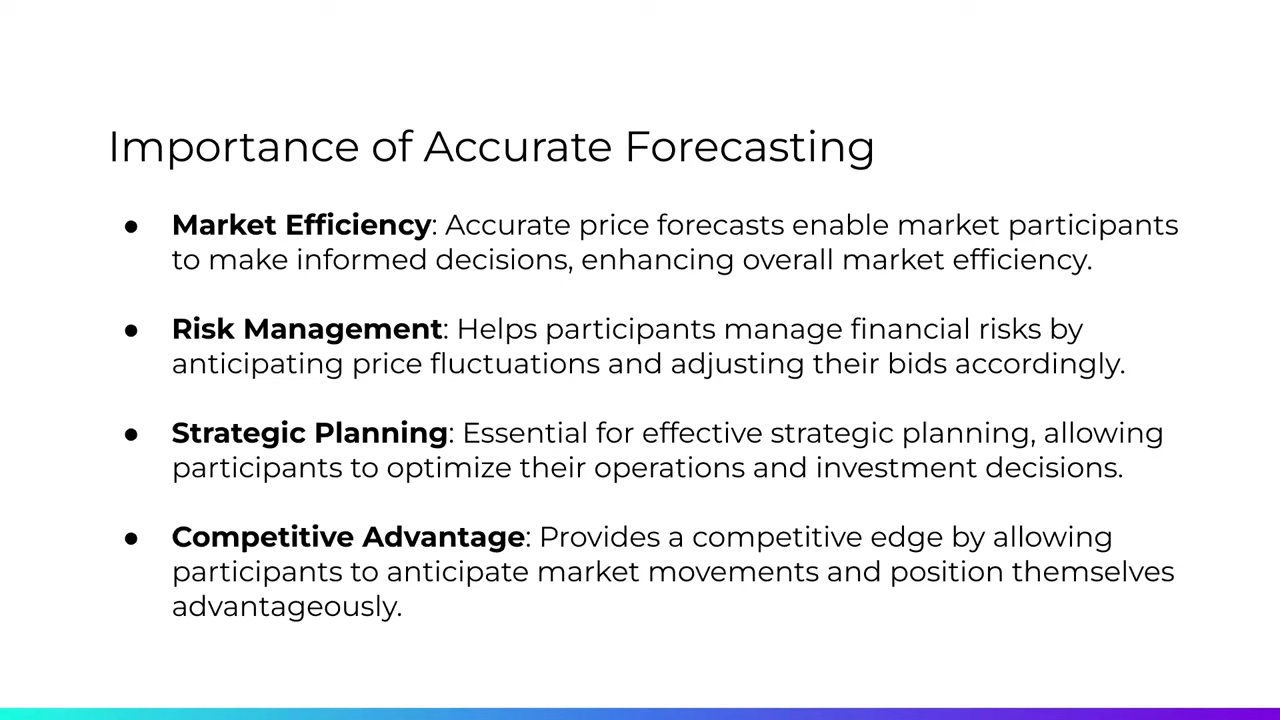 Importance of Accurate Forecasting
● Market Efficiency: Accurate price forecasts enable market participants
to make informed decisions, enhancing overall market efficiency.
● Risk Management: Helps participants manage financial risks by
anticipating price fluctuations and adjusting their bids accordingly.
● Strategic Planning: Essential for effective strategic planning, allowing
participants to optimize their operations and investment decisions.
● Competitive Advantage: Provides a competitive edge by allowing
participants to anticipate market movements and position themselves
advantageously.